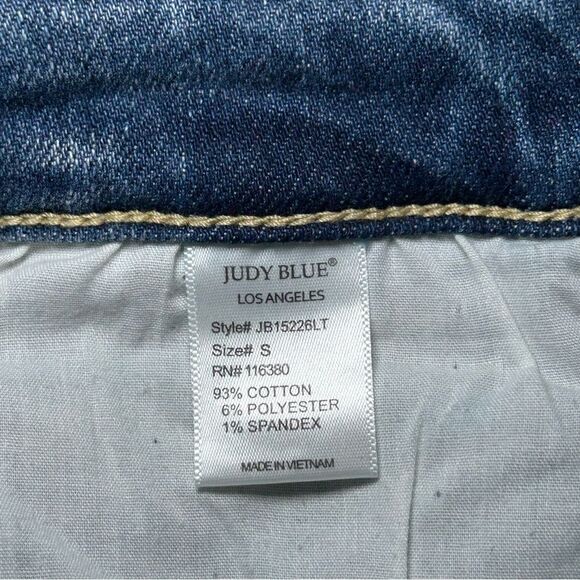 JUDY BLUE®
LOS ANGELES
Style# JB15226LT
Size# S
RN# 116380
93% COTTON
6% POLYESTER
1% SPANDEX
MADE IN VIETNAM